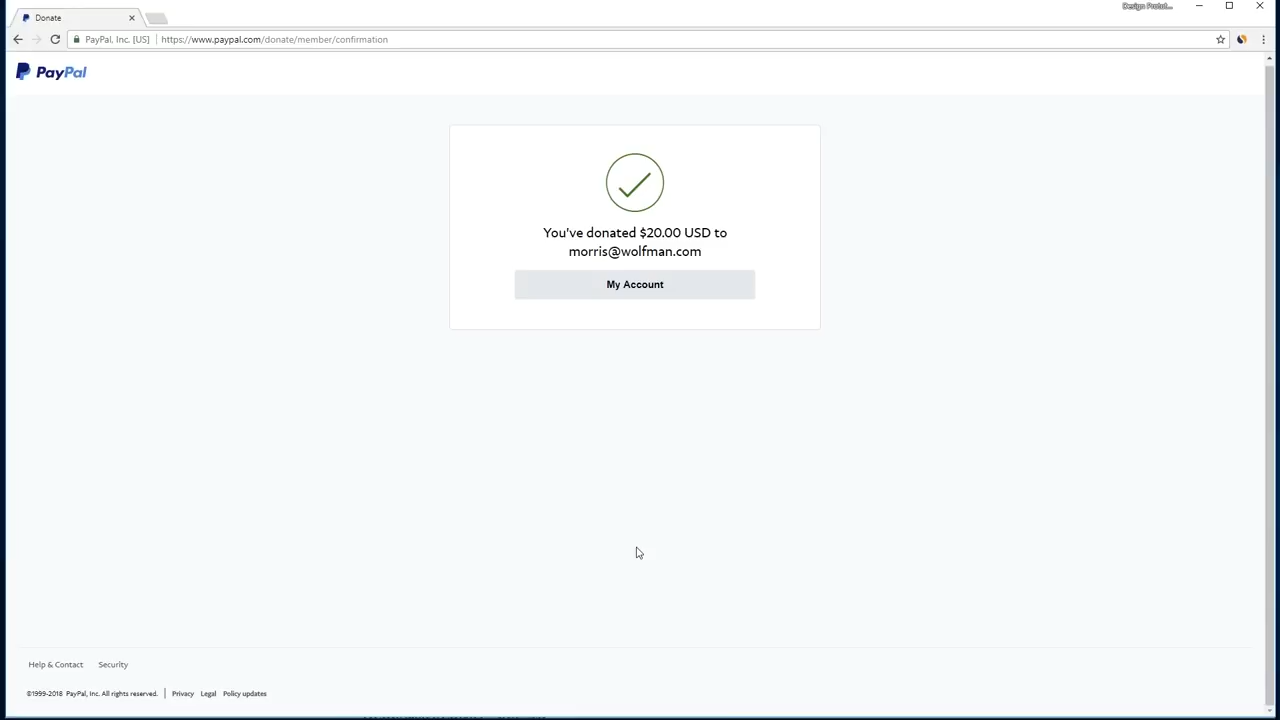 Donate
PayPal, Inc. [US]
https://www.paypal.com/donate/member/confirmation
PayPal
You've donated $20.00 USD to
morris@wolfman.com
My Account
Help & Contact Security
©1999-2018 PayPal, Inc. All rights reserved. | Privacy Legal Policy updates